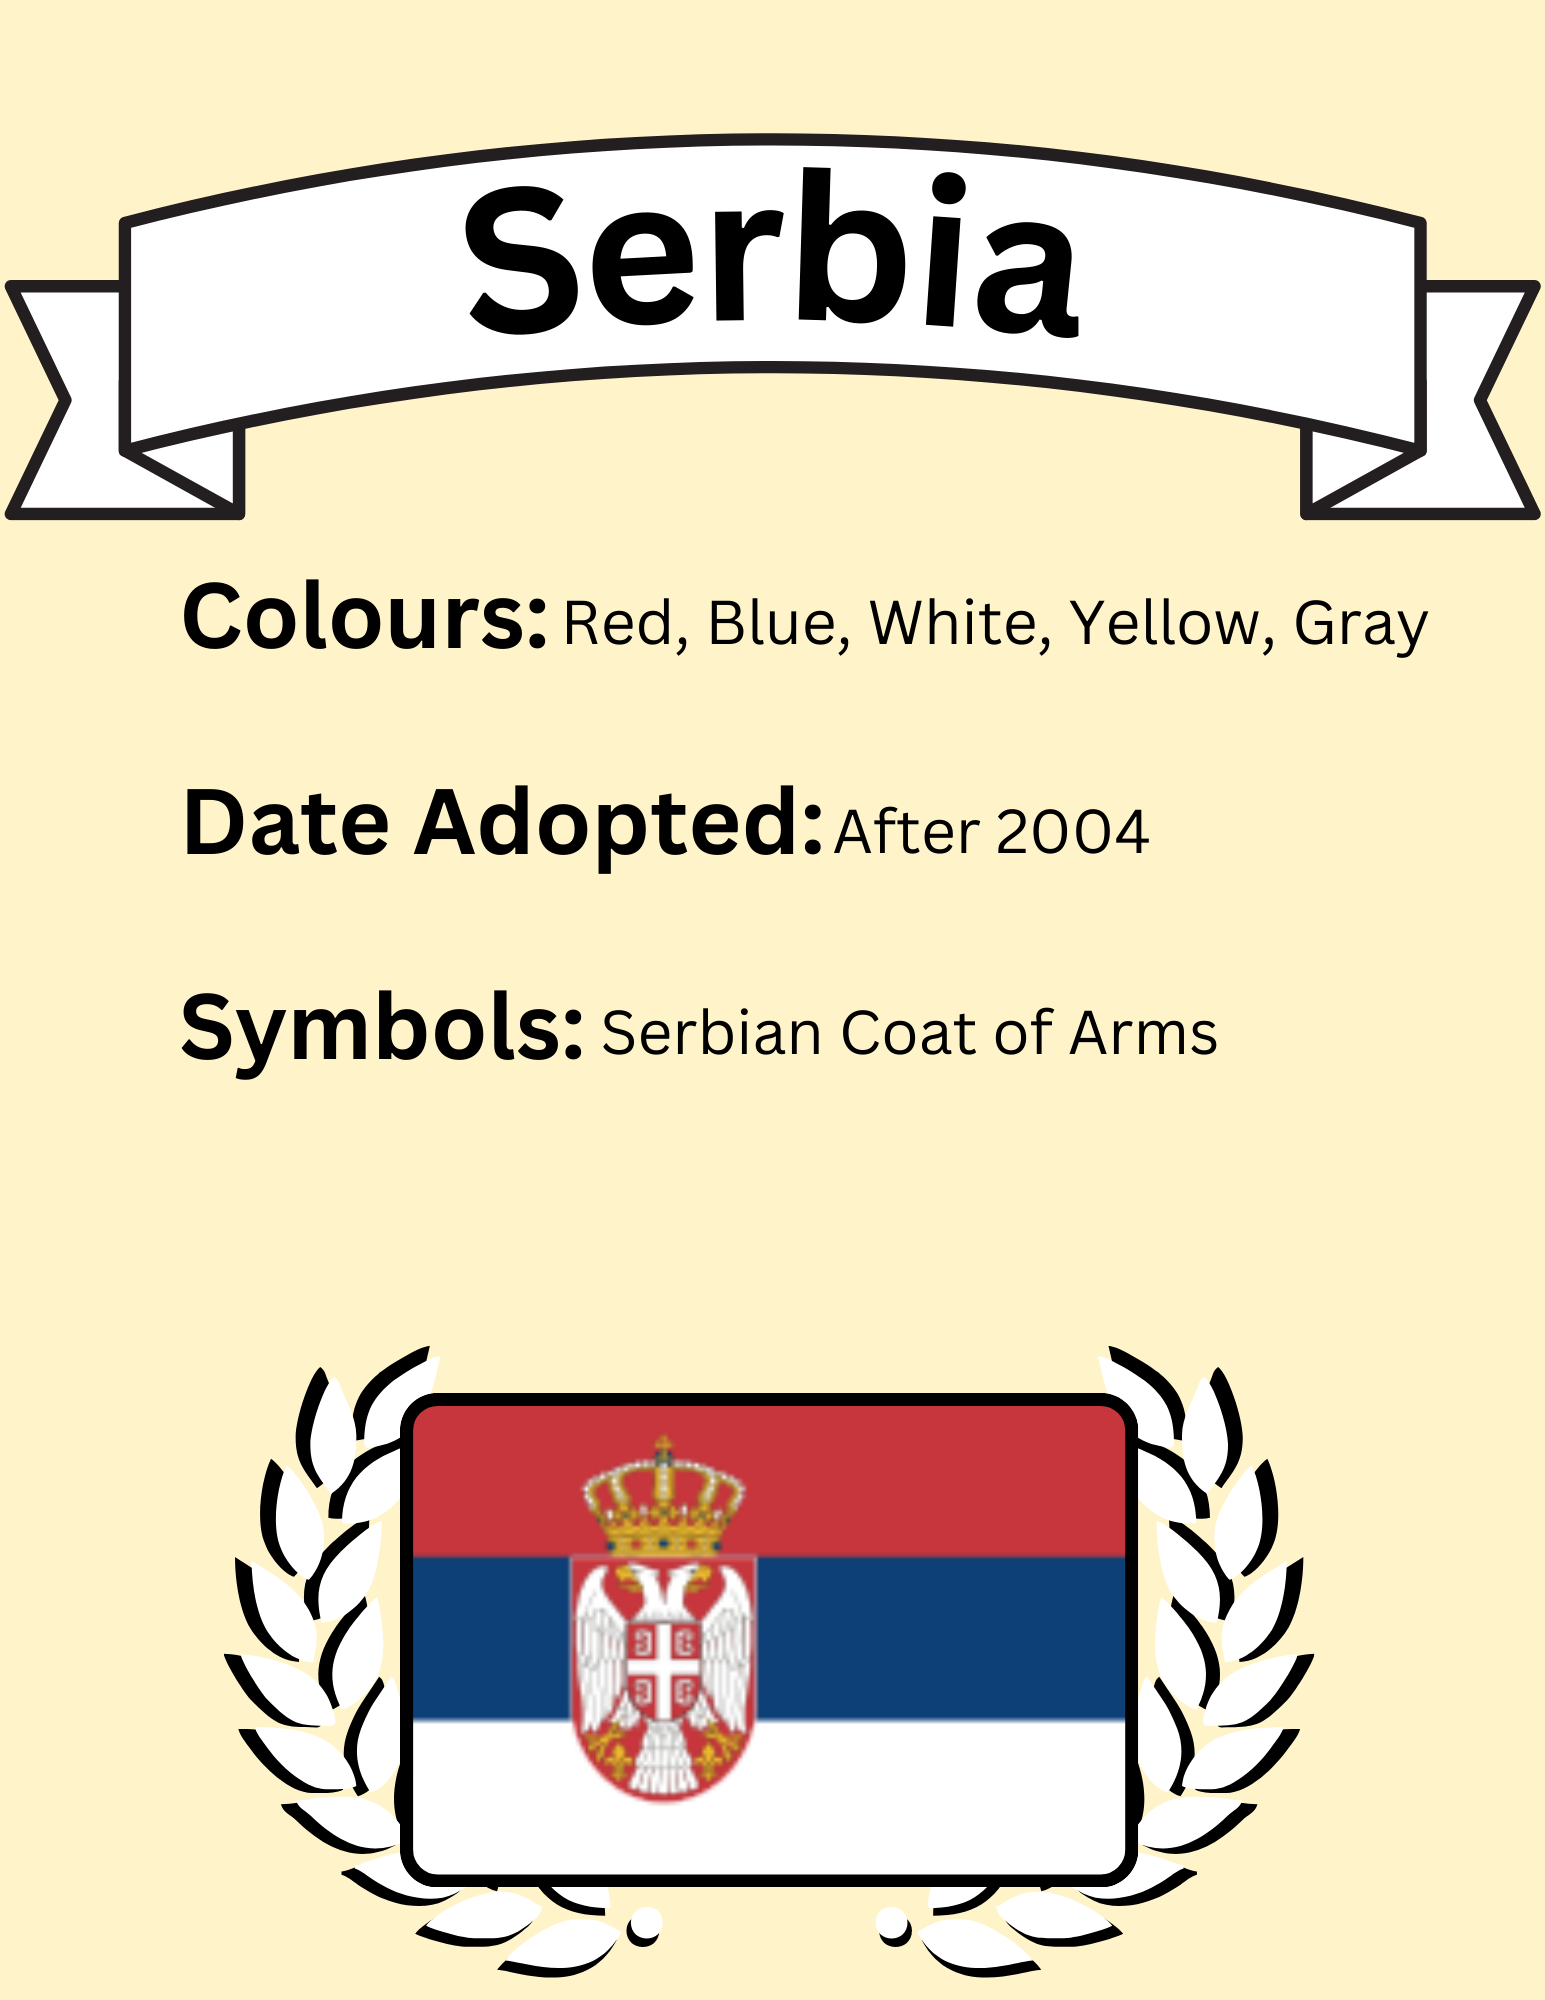 Serbia
Colours: Red, Blue, White, Yellow, Gray
Date Adopted: After 2004
Symbols: Serbian Coat of Arms